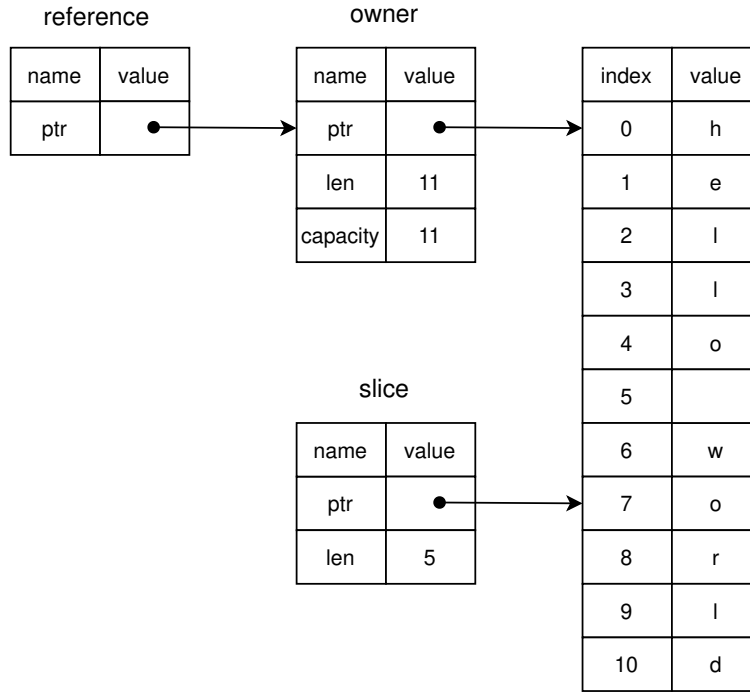 reference
name value
ptr
owner
name value
ptr
len 11
capacity 11
slice
name value
ptr
len 5
index value
0 h
1 e
2 l
3 l
4 o
5
6 w
7 o
8 r
9 l
10 d